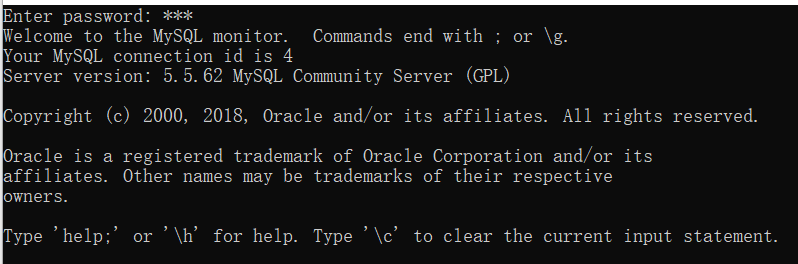 Enter password: ***
Welcome to the MySQL monitor.  Commands end with ; or \g.
Your MySQL connection id is 4
Server version: 5.5.62 MySQL Community Server (GPL)
Copyright (c) 2000, 2018, Oracle and/or its affiliates. All rights reserved.
Oracle is a registered trademark of Oracle Corporation and/or its
affiliates. Other names may be trademarks of their respective
owners.
Type 'help;' or '\h' for help. Type '\c' to clear the current input statement.